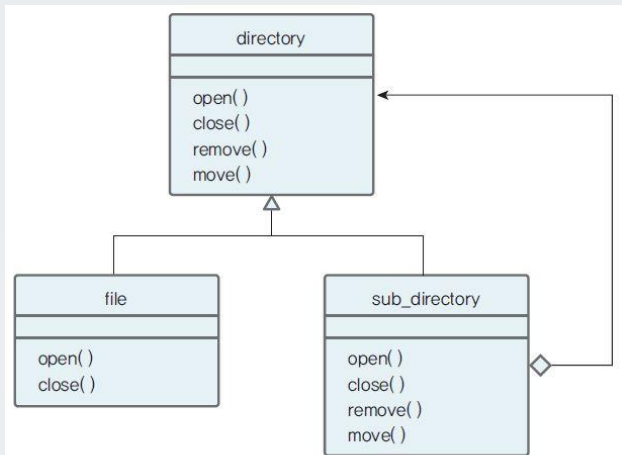 directory
open( )
close( )
remove( )
move( )
file
open( )
close( )
sub_directory
open( )
close( )
remove( )
move( )